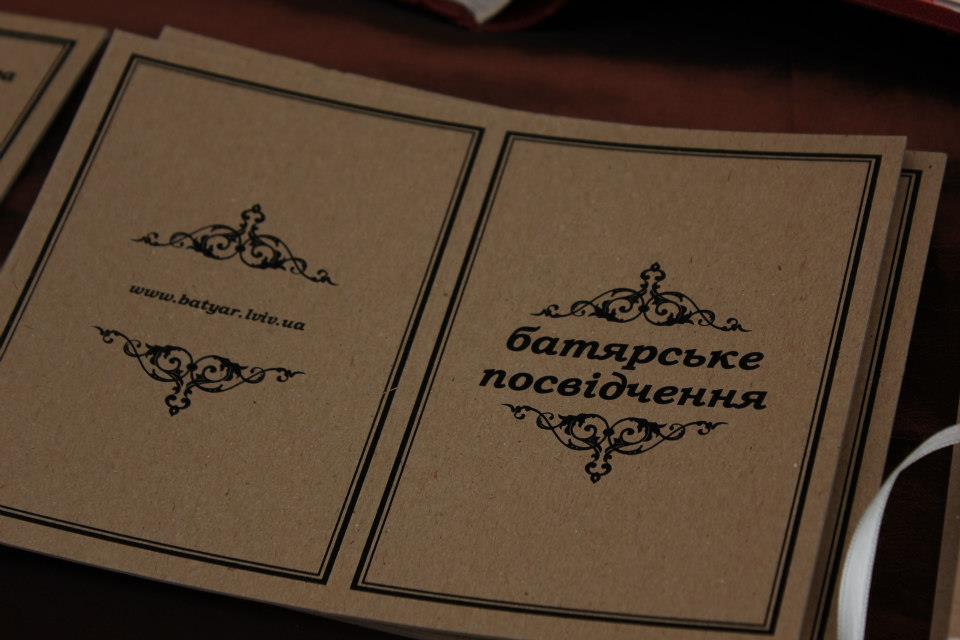 www.batyar.lviv.ua
батярське
посвідчення